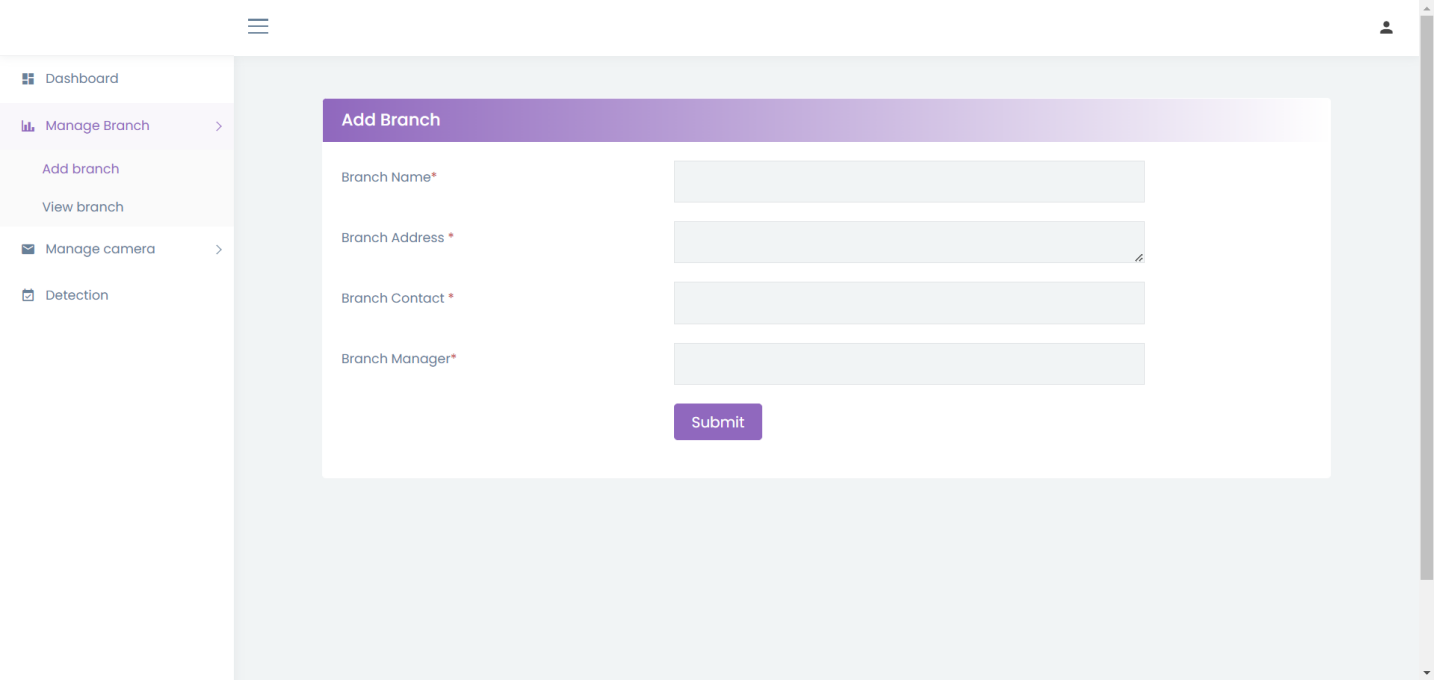 Dashboard
Manage Branch
Add branch
View branch
Manage camera
Detection
Add Branch
Branch Name*
Branch Address *
Branch Contact *
Branch Manager*
Submit